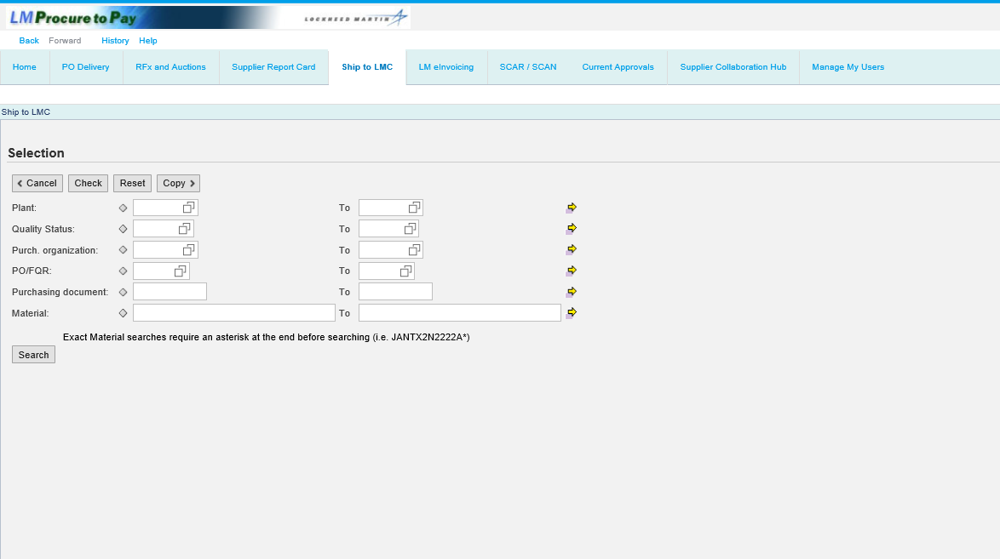 LM Procure to Pay LOCKHEED MARTIN
Back Forward History Help
Home PO Delivery RFx and Auctions Supplier Report Card Ship to LMC LM eInvoicing SCAR / SCAN Current Approvals Supplier Collaboration Hub Manage My Users
Ship to LMC
Selection
Cancel Check Reset Copy
Plant: To
Quality Status: To
Purch. organization: To
PO/FQR: To
Purchasing document: To
Material: To
Exact Material searches require an asterisk at the end before searching (i.e. JANTX2N2222A*)
Search